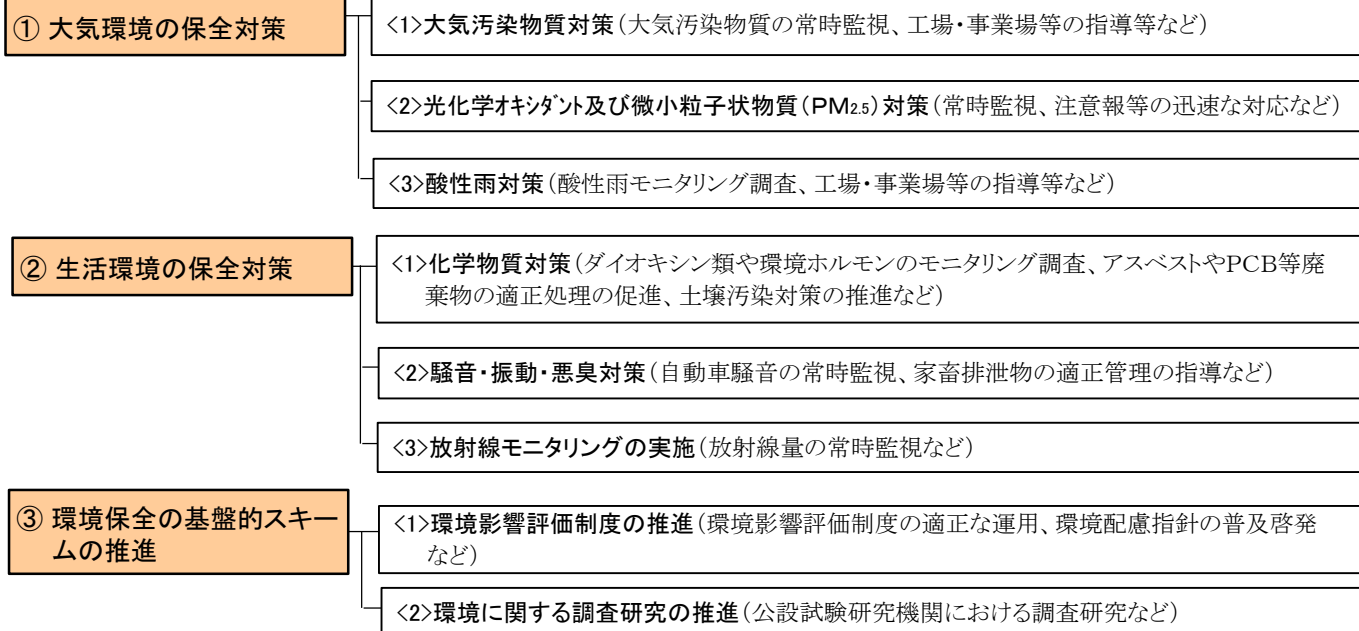 ① 大気環境の保全対策
<1>大気汚染物質対策(大気汚染物質の常時監視、工場・事業場等の指導等など)
<2>光化学オキシダント及び微小粒子状物質(PM2.5)対策(常時監視、注意報等の迅速な対応など)
<3>酸性雨対策(酸性雨モニタリング調査、工場・事業場等の指導等など)
② 生活環境の保全対策
<1>化学物質対策(ダイオキシン類や環境ホルモンのモニタリング調査、アスベストやPCB等廃
棄物の適正処理の促進、土壌汚染対策の推進など)
<2>騒音・振動・悪臭対策(自動車騒音の常時監視、家畜排泄物の適正管理の指導など)
<3>放射線モニタリングの実施(放射線量の常時監視など)
③ 環境保全の基盤的スキー
ムの推進
<1>環境影響評価制度の推進(環境影響評価制度の適正な運用、環境配慮指針の普及啓発
など)
<2>環境に関する調査研究の推進(公設試験研究機関における調査研究など)